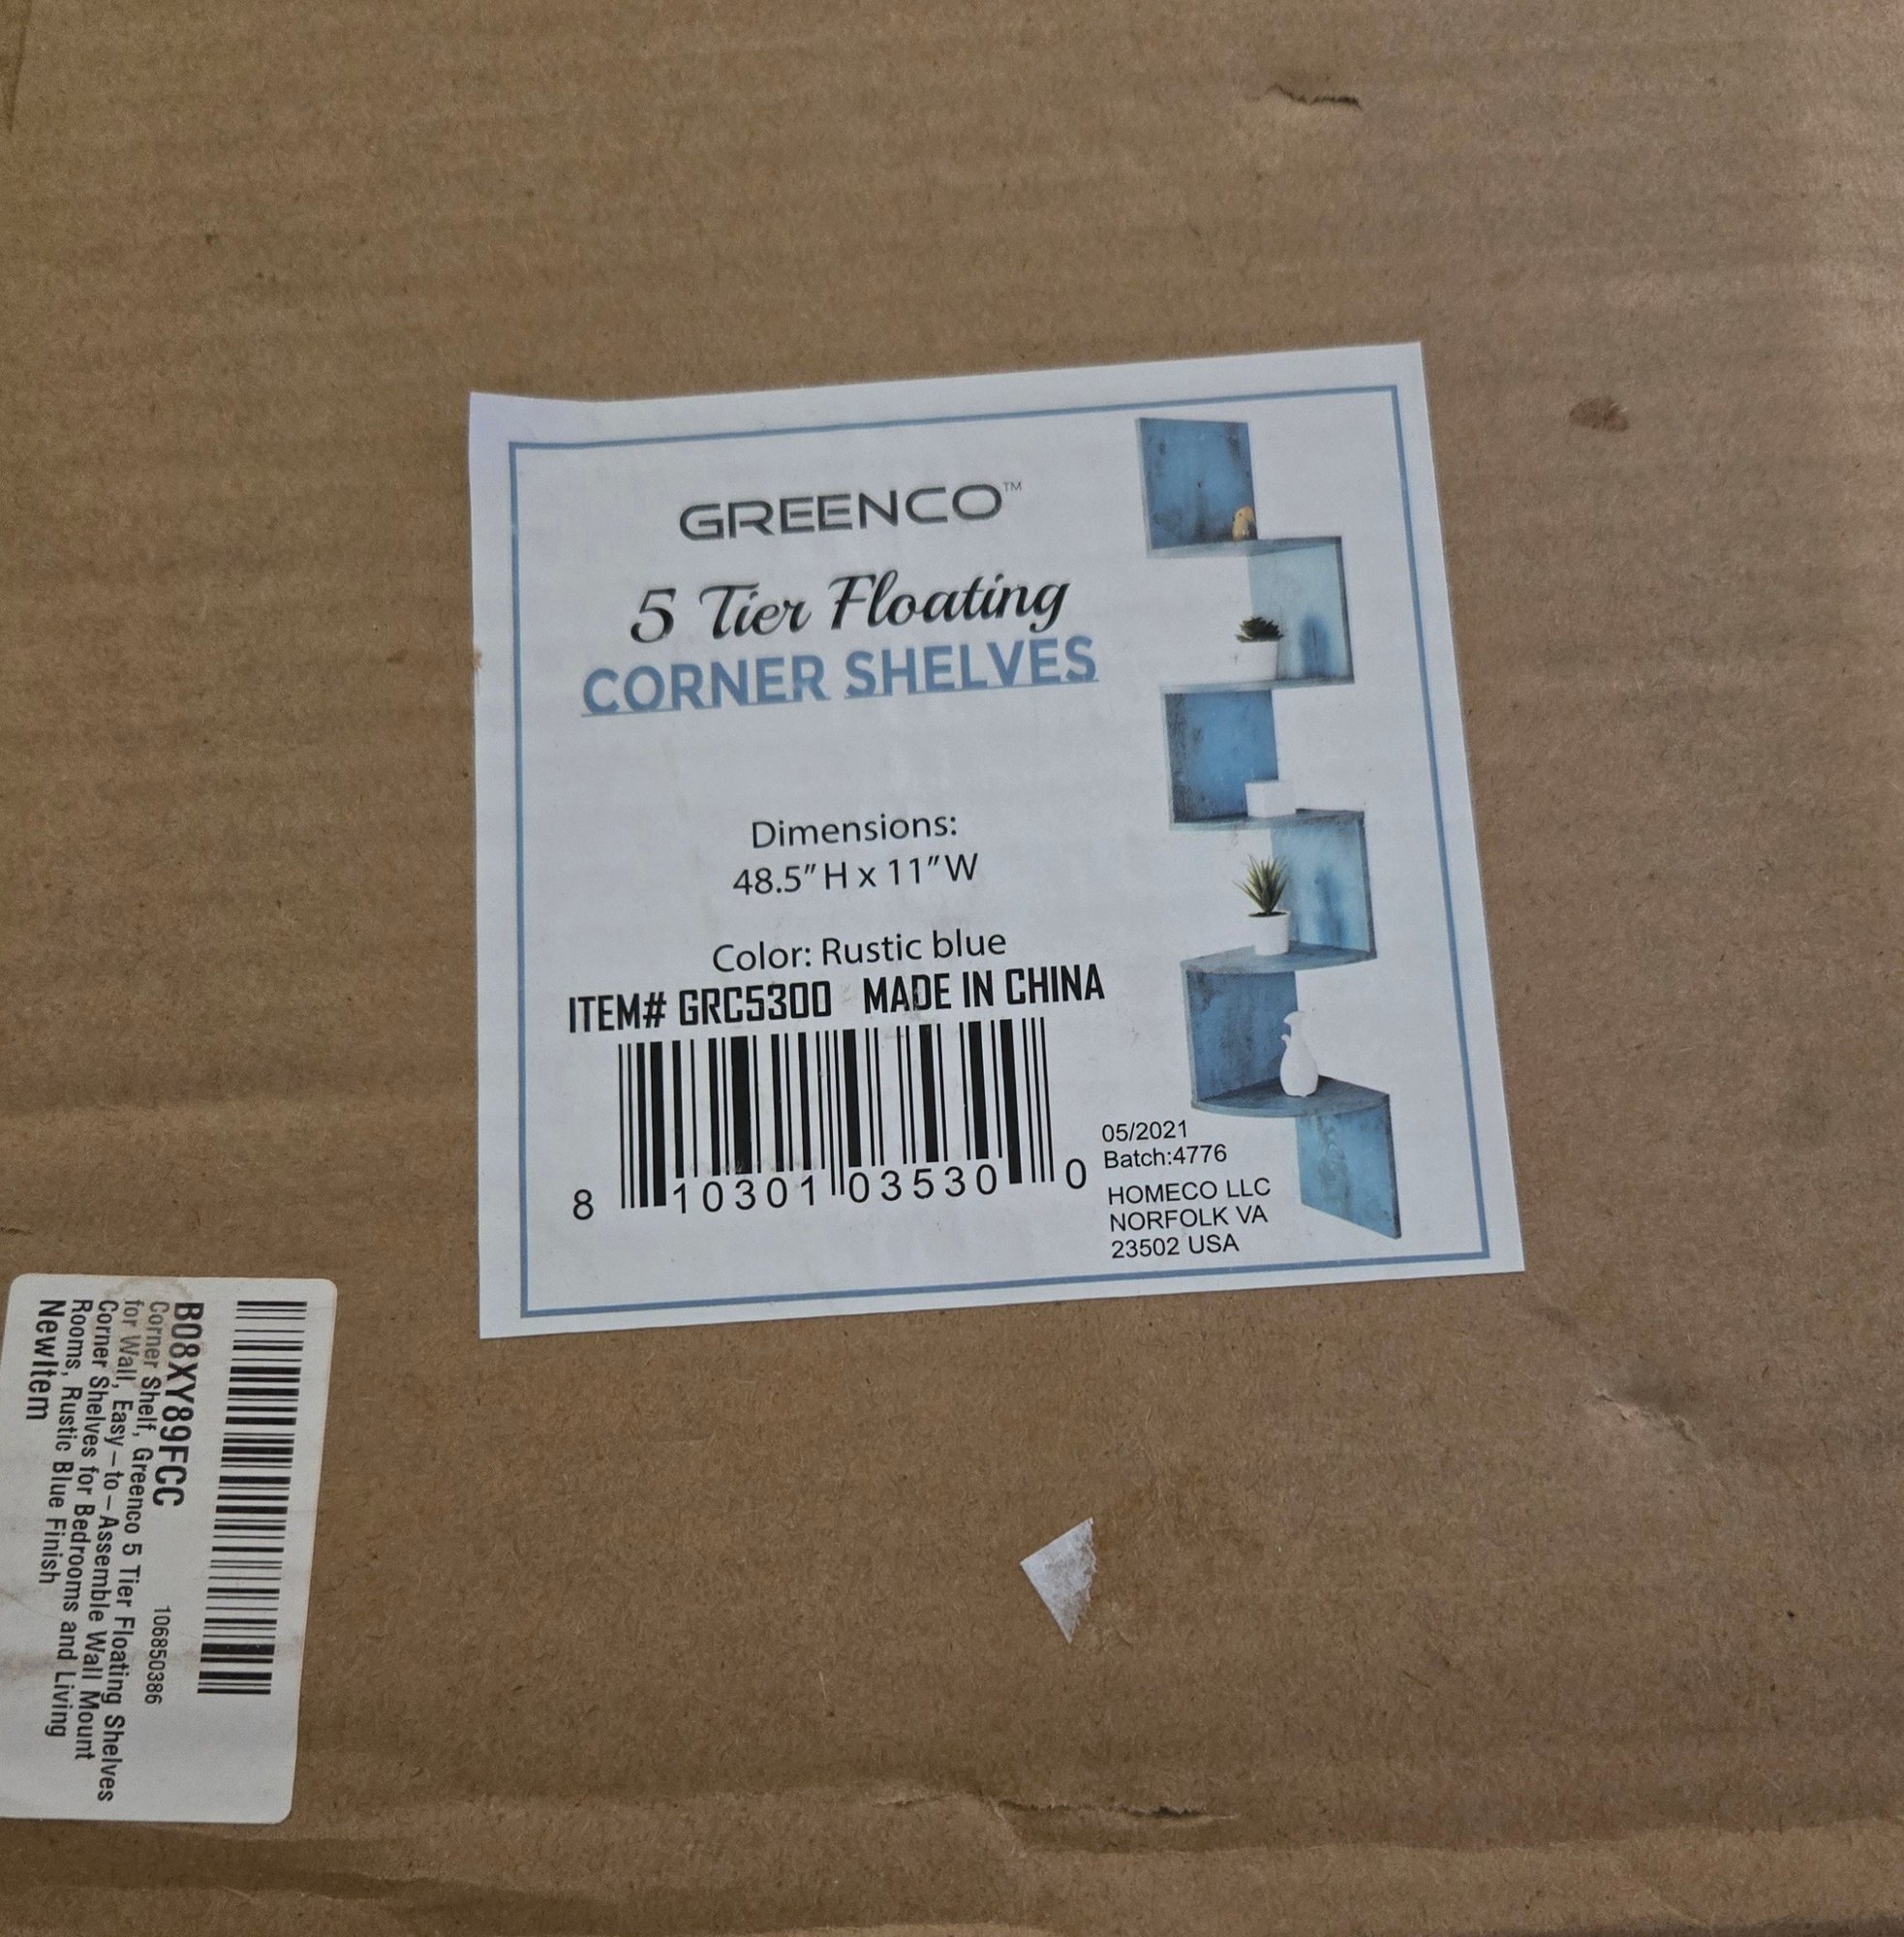 GREENCO™
5 Tier Floating
CORNER SHELVES
Dimensions:
48.5" H x 11" W
Color: Rustic blue
ITEM# GRC5300 MADE IN CHINA
8 10301 03530 0
05/2021
Batch:4776
HOMECO LLC
NORFOLK VA
23502 USA
B08XY89FCC 106850386
Corner Shelf, Greenco 5 Tier Floating Shelves
for Wall, Easy-to-Assemble Wall Mount
Corner Shelves for Bedrooms and Living
Rooms, Rustic Blue Finish
NewItem